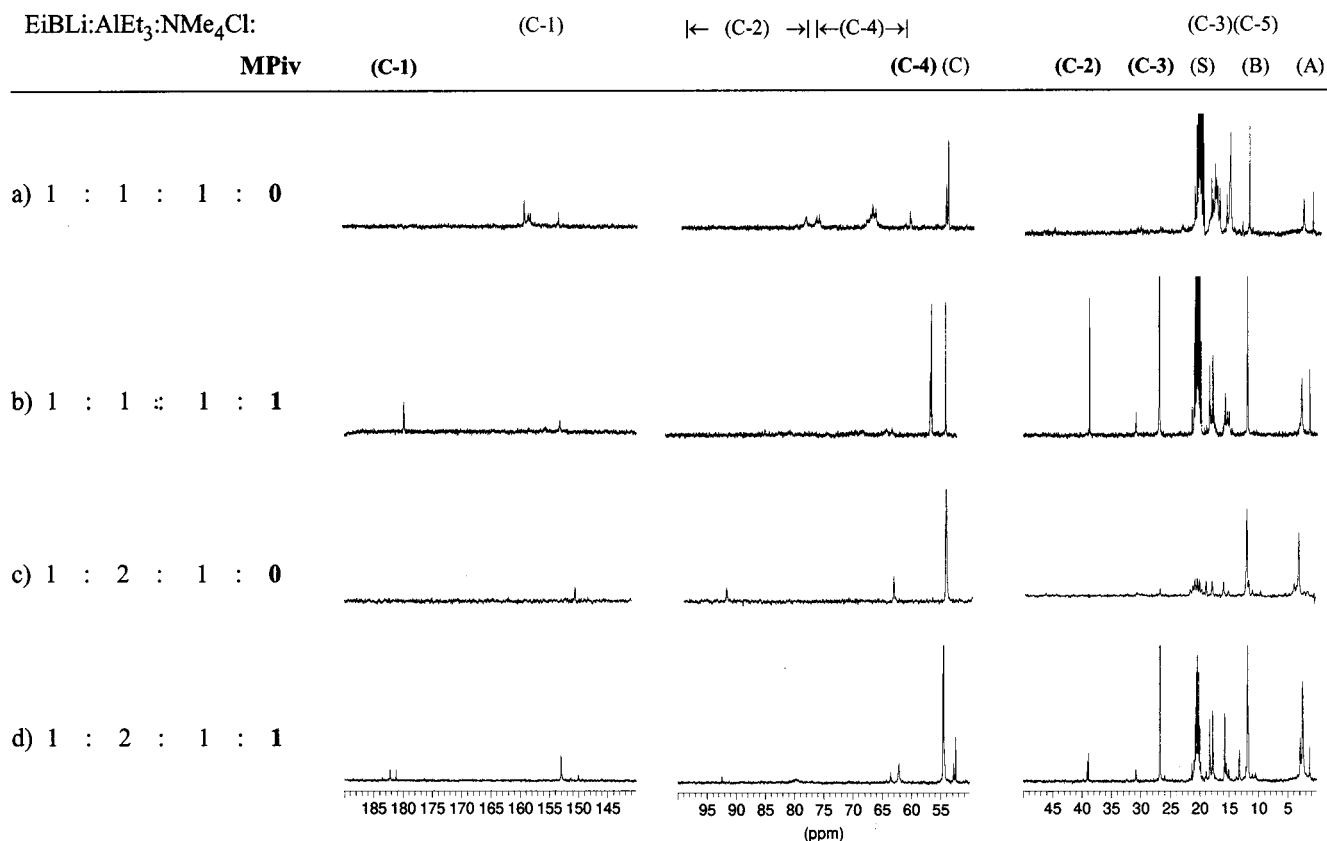 EiBLi:AlEt₃:NMe₄Cl: (C-1) |← (C-2) →|←(C-4)→| (C-3)(C-5)
MPiv (C-1) (C-4) (C) (C-2) (C-3) (S) (B) (A)
a) 1 : 1 : 1 : 0
b) 1 : 1 :: 1 : 1
c) 1 : 2 : 1 : 0
d) 1 : 2 : 1 : 1
185 180 175 170 165 160 155 150 145 95 90 85 80 75 70 65 60 55 50 45 40 35 30 25 20 15 10 5
(ppm)